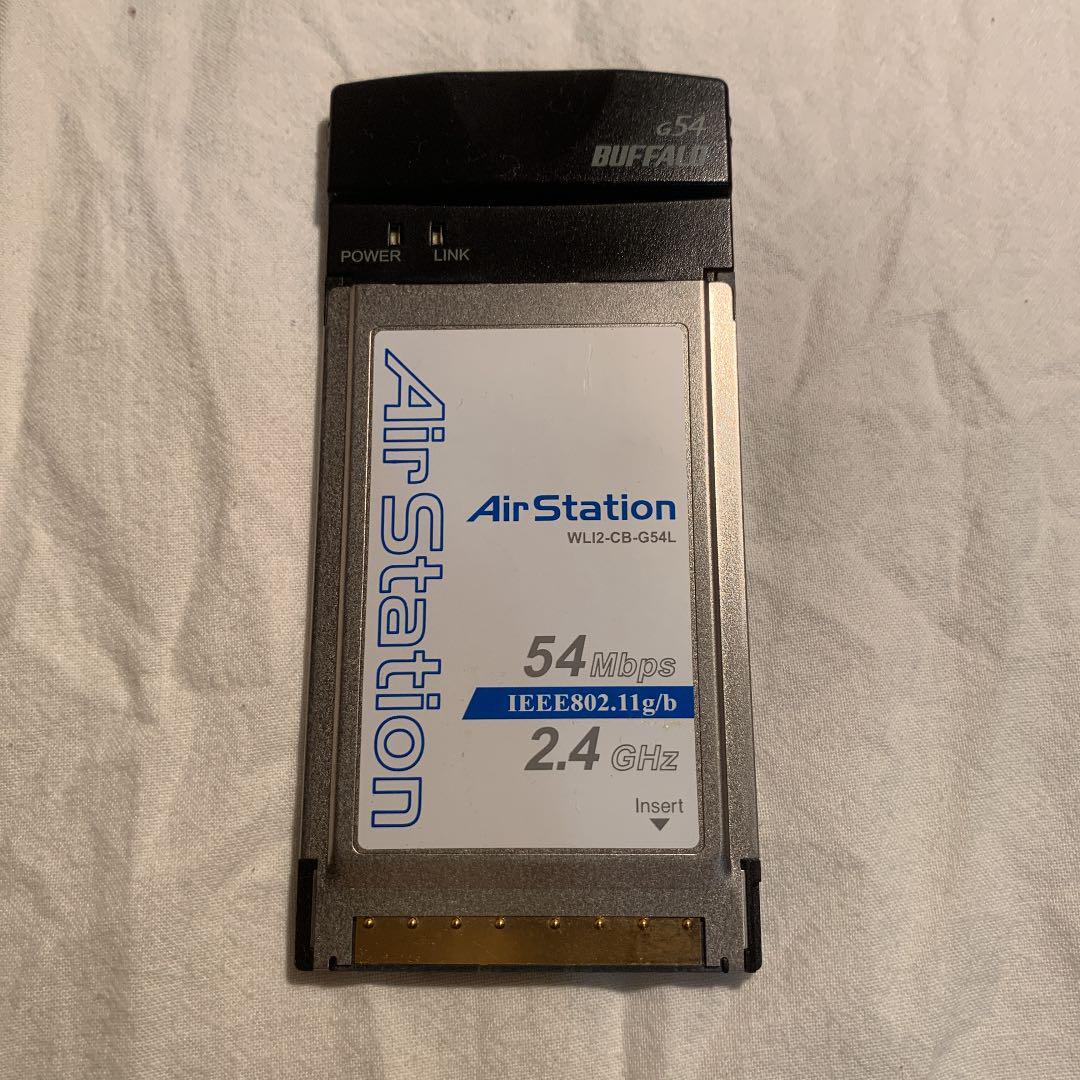 G54
BUFFALO
POWER LINK
AirStation
AirStation
WLI2-CB-G54L
54 Mbps
IEEE802.11g/b
2.4 GHz
Insert